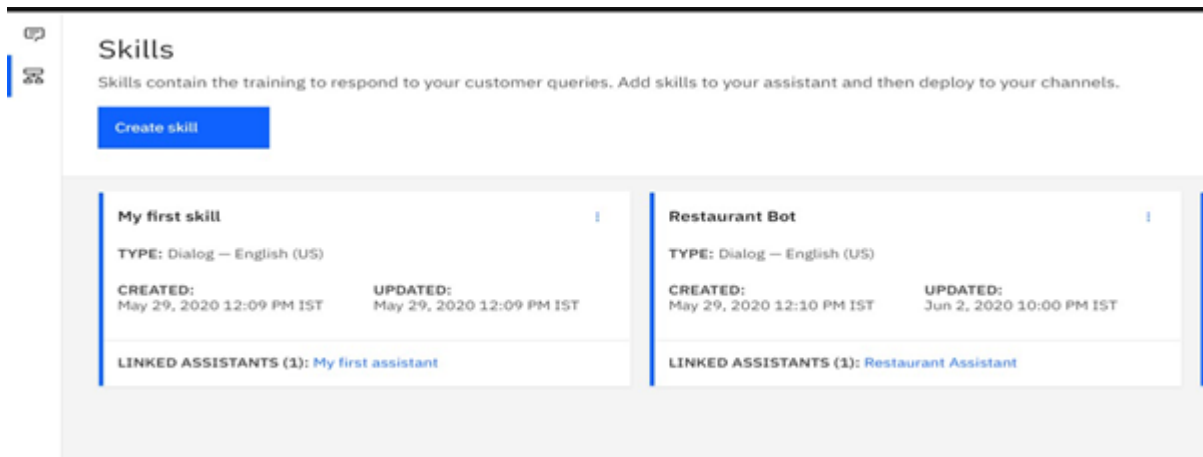 Skills
Skills contain the training to respond to your customer queries. Add skills to your assistant and then deploy to your channels.
Create skill
My first skill
TYPE: Dialog — English (US)
CREATED:
May 29, 2020 12:09 PM IST
UPDATED:
May 29, 2020 12:09 PM IST
LINKED ASSISTANTS (1): My first assistant
Restaurant Bot
TYPE: Dialog — English (US)
CREATED:
May 29, 2020 12:10 PM IST
UPDATED:
Jun 2, 2020 10:00 PM IST
LINKED ASSISTANTS (1): Restaurant Assistant